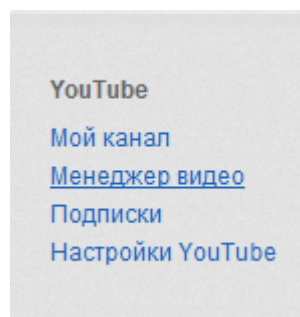 YouTube
Мой канал
Менеджер видео
Подписки
Настройки YouTube